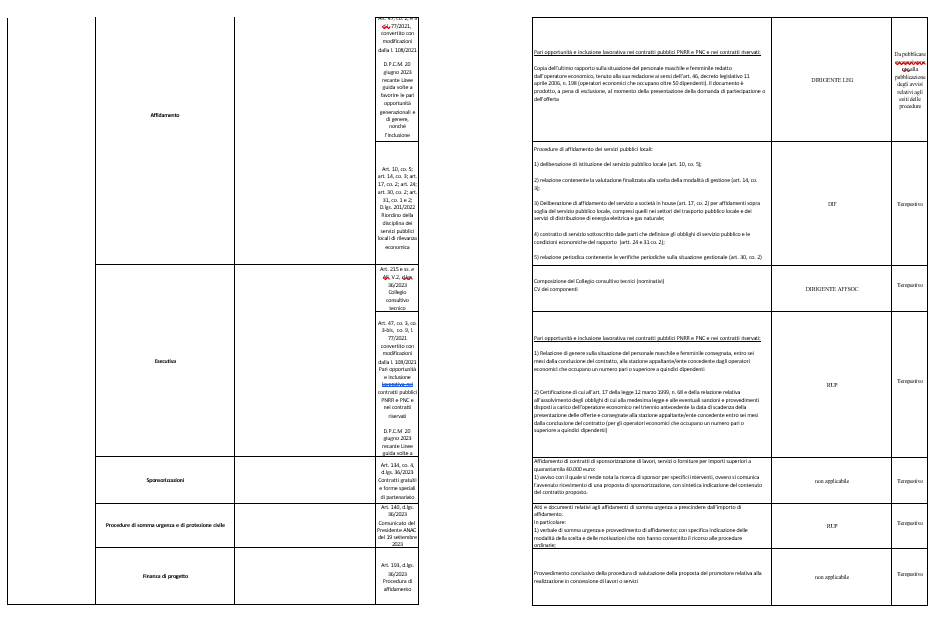 Art. 47, co. 2, e 9
d.l. 77/2021,
convertito con
modificazioni
dalla l. 108/2021
D.P.C.M. 20
giugno 2023
recante Linee
guida volte a
favorire le pari
opportunità
generazionali e
di genere,
nonché
l'inclusione
Affidamento
Art. 10, co. 5;
art. 14, co. 3; art.
17, co. 2; art. 24;
art. 30, co. 2; art.
31, co. 1 e 2;
D.lgs. 201/2022
Riordino della
disciplina dei
servizi pubblici
locali di rilevanza
economica
Art. 215 e ss. e
All. V.2, d.lgs.
36/2023
Collegio
consultivo
tecnico
Esecutiva
Art. 47, co. 3, co.
3-bis, co. 9, l.
77/2021
convertito con
modificazioni
dalla l. 108/2021
Pari opportunità
e inclusione
lavorativa nei
contratti pubblici
PNRR e PNC e
nei contratti
riservati
D.P.C.M 20
giugno 2023
recante Linee
guida volte a
Sponsorizzazioni
Art. 134, co. 4,
d.lgs. 36/2023
Contratti gratuiti
e forme speciali
di partenariato
Procedure di somma urgenza e di protezione civile
Art. 140, d.lgs.
36/2023
Comunicato del
Presidente ANAC
del 19 settembre
2023
Finanza di progetto
Art. 193, d.lgs.
36/2023
Procedura di
affidamento
Pari opportunità e inclusione lavorativa nei contratti pubblici PNRR e PNC e nei contratti riservati:
Copia dell'ultimo rapporto sulla situazione del personale maschile e femminile redatto
dall'operatore economico, tenuto alla sua redazione ai sensi dell'art. 46, decreto legislativo 11
aprile 2006, n. 198 (operatori economici che occupano oltre 50 dipendenti). Il documento è
prodotto, a pena di esclusione, al momento della presentazione della domanda di partecipazione o
dell'offerta
DIRIGENTE LEG
Da pubblicare
alla
pubblicazione
degli avvisi
relativi agli
esiti delle
procedure
Procedure di affidamento dei servizi pubblici locali:
1) deliberazione di istituzione del servizio pubblico locale (art. 10, co. 5);
2) relazione contenente la valutazione finalizzata alla scelta della modalità di gestione (art. 14, co.
3);
3) Deliberazione di affidamento del servizio a società in house (art. 17, co. 2) per affidamenti sopra
soglia del servizio pubblico locale, compresi quelli nei settori del trasporto pubblico locale e dei
servizi di distribuzione di energia elettrica e gas naturale;
4) contratto di servizio sottoscritto dalle parti che definisce gli obblighi di servizio pubblico e le
condizioni economiche del rapporto (artt. 24 e 31 co. 2);
5) relazione periodica contenente le verifiche periodiche sulla situazione gestionale (art. 30, co. 2)
DIF
Tempestivo
Composizione del Collegio consultivo tecnici (nominativi)
CV dei componenti
DIRIGENTE AFFSOC
Tempestivo
Pari opportunità e inclusione lavorativa nei contratti pubblici PNRR e PNC e nei contratti riservati:
1) Relazione di genere sulla situazione del personale maschile e femminile consegnata, entro sei
mesi dalla conclusione del contratto, alla stazione appaltante/ente concedente dagli operatori
economici che occupano un numero pari o superiore a quindici dipendenti
2) Certificazione di cui all'art. 17 della legge 12 marzo 1999, n. 68 e della relazione relativa
all'assolvimento degli obblighi di cui alla medesima legge e alle eventuali sanzioni e provvedimenti
disposti a carico dell'operatore economico nel triennio antecedente la data di scadenza della
presentazione delle offerte e consegnate alla stazione appaltante/ente concedente entro sei mesi
dalla conclusione del contratto (per gli operatori economici che occupano un numero pari o
superiore a quindici dipendenti)
RUP
Tempestivo
Affidamento di contratti di sponsorizzazione di lavori, servizi o forniture per importi superiori a
quarantamila 40.000 euro:
1) avviso con il quale si rende nota la ricerca di sponsor per specifici interventi, ovvero si comunica
l'avvenuto ricevimento di una proposta di sponsorizzazione, con sintetica indicazione del contenuto
del contratto proposto.
non applicabile
Tempestivo
Atti e documenti relativi agli affidamenti di somma urgenza a prescindere dall'importo di
affidamento.
In particolare:
1) verbale di somma urgenza e provvedimento di affidamento; con specifica indicazione delle
modalità della scelta e delle motivazioni che non hanno consentito il ricorso alle procedure
ordinarie;
RUP
Tempestivo
Provvedimento conclusivo della procedura di valutazione della proposta del promotore relativa alla
realizzazione in concessione di lavori o servizi
non applicabile
Tempestivo